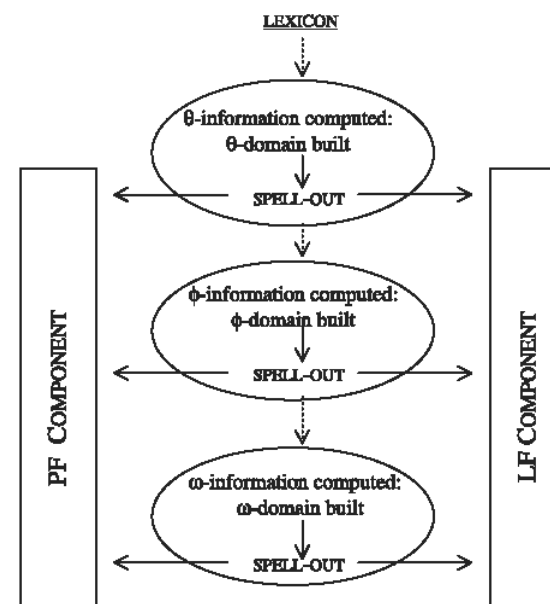 LEXICON
θ-information computed:
θ-domain built
SPELL-OUT
ϕ-information computed:
ϕ-domain built
SPELL-OUT
ω-information computed:
ω-domain built
SPELL-OUT
PF COMPONENT
LF COMPONENT